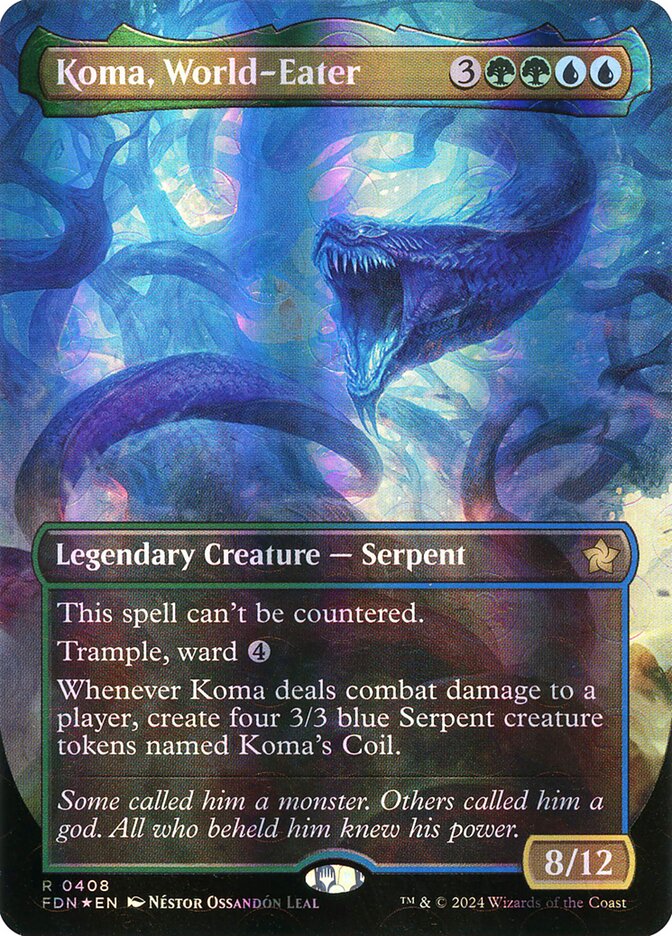 Koma, World-Eater 3
Legendary Creature — Serpent
This spell can't be countered.
Trample, ward 4
Whenever Koma deals combat damage to a
player, create four 3/3 blue Serpent creature
tokens named Koma's Coil.
Some called him a monster. Others called him a
god. All who beheld him knew his power.
8/12
R 0408
FDN★EN Néstor Ossandón Leal
™ & © 2024 Wizards of the Coast